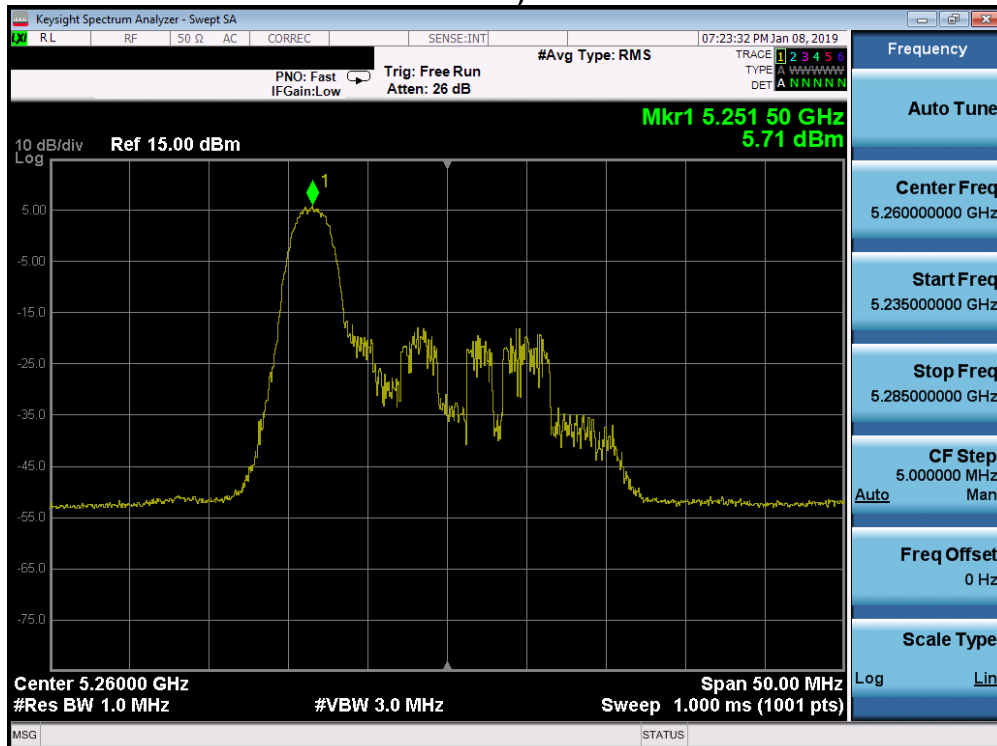 Keysight Spectrum Analyzer - Swept SA
LXI RL RF 50 Ω AC CORREC SENSE:INT 07:23:32 PM Jan 08, 2019
#Avg Type: RMS TRACE 1 2 3 4 5 6
PNO: Fast Trig: Free Run TYPE A WWWWW
IFGain:Low Atten: 26 dB DET A N N N N N
Mkr1 5.251 50 GHz
5.71 dBm
10 dB/div Ref 15.00 dBm
Log
1
5.00
-5.00
-15.0
-25.0
-35.0
-45.0
-55.0
-65.0
-75.0
Center 5.26000 GHz Span 50.00 MHz
#Res BW 1.0 MHz #VBW 3.0 MHz Sweep 1.000 ms (1001 pts)
MSG STATUS
Frequency
Auto Tune
Center Freq
5.260000000 GHz
Start Freq
5.235000000 GHz
Stop Freq
5.285000000 GHz
CF Step
5.000000 MHz
Auto Man
Freq Offset
0 Hz
Scale Type
Log Lin